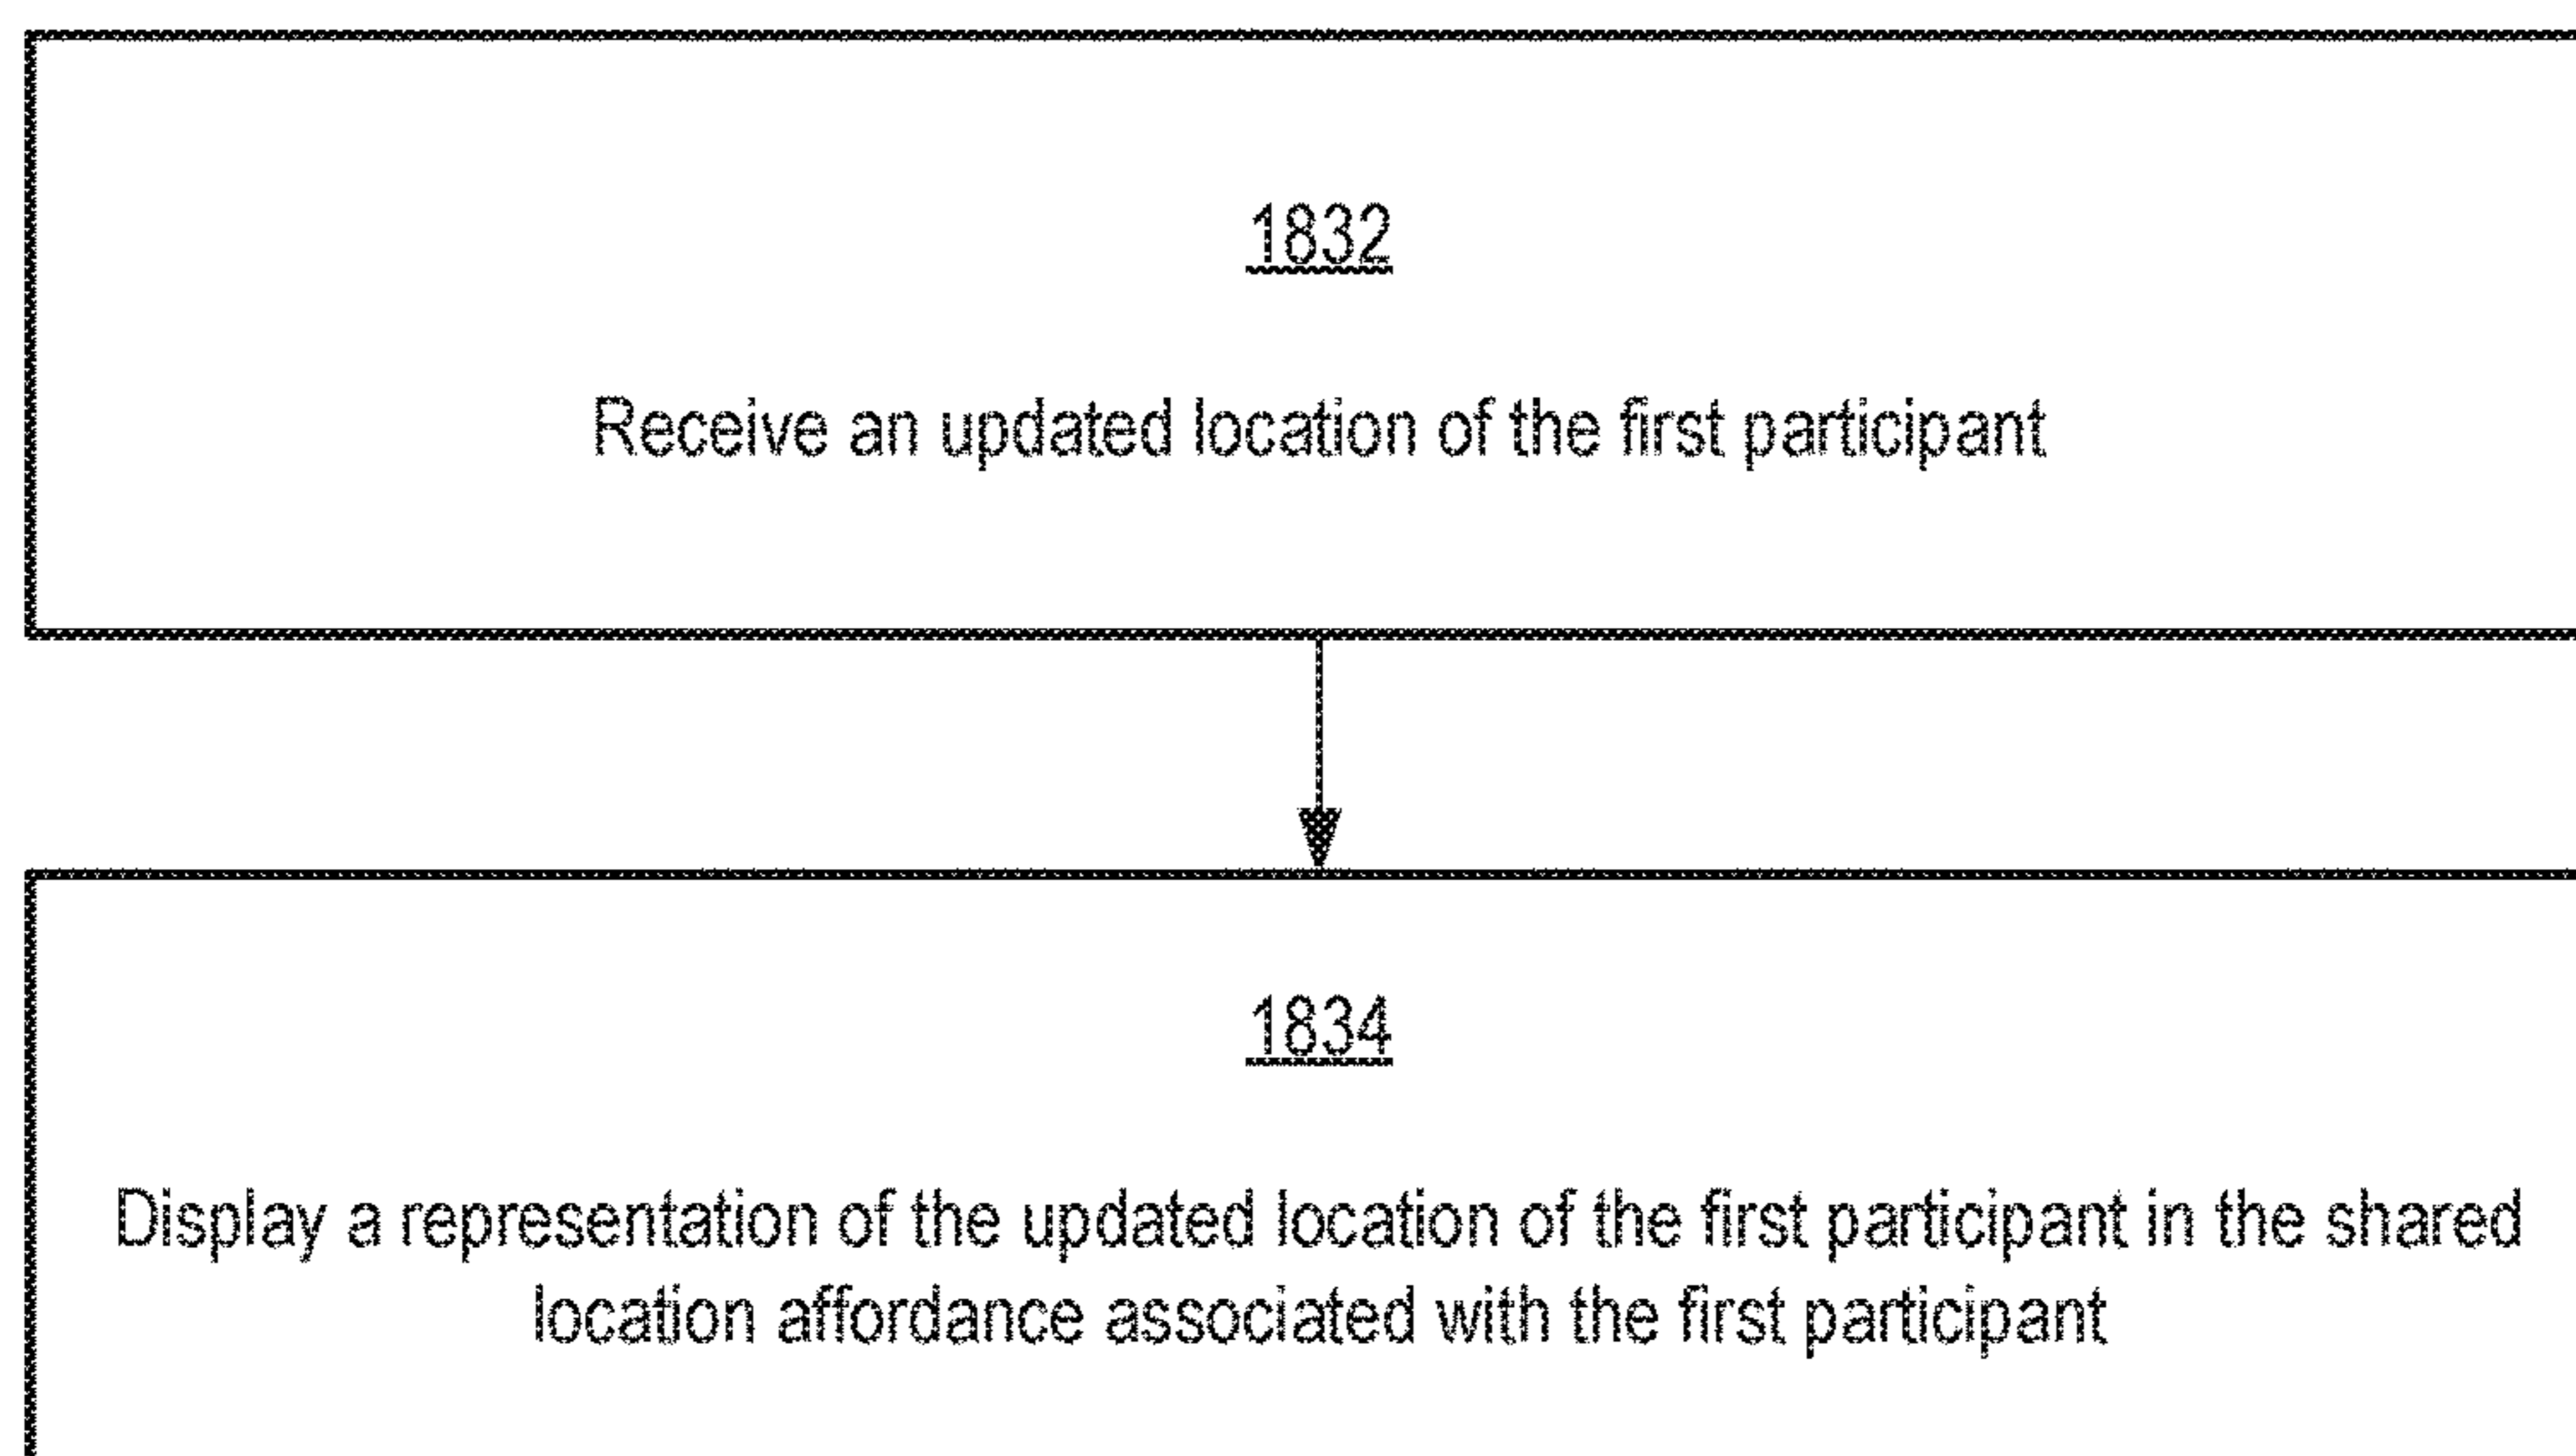 1832
Receive an updated location of the first participant
1834
Display a representation of the updated location of the first participant in the shared
location affordance associated with the first participant